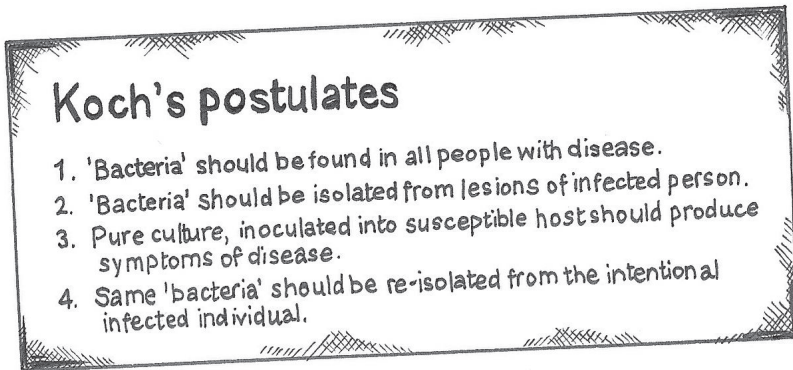 Koch's postulates
1. 'Bacteria' should be found in all people with disease.
2. 'Bacteria' should be isolated from lesions of infected person.
3. Pure culture, inoculated into susceptible host should produce
symptoms of disease.
4. Same 'bacteria' should be re-isolated from the intentional
infected individual.